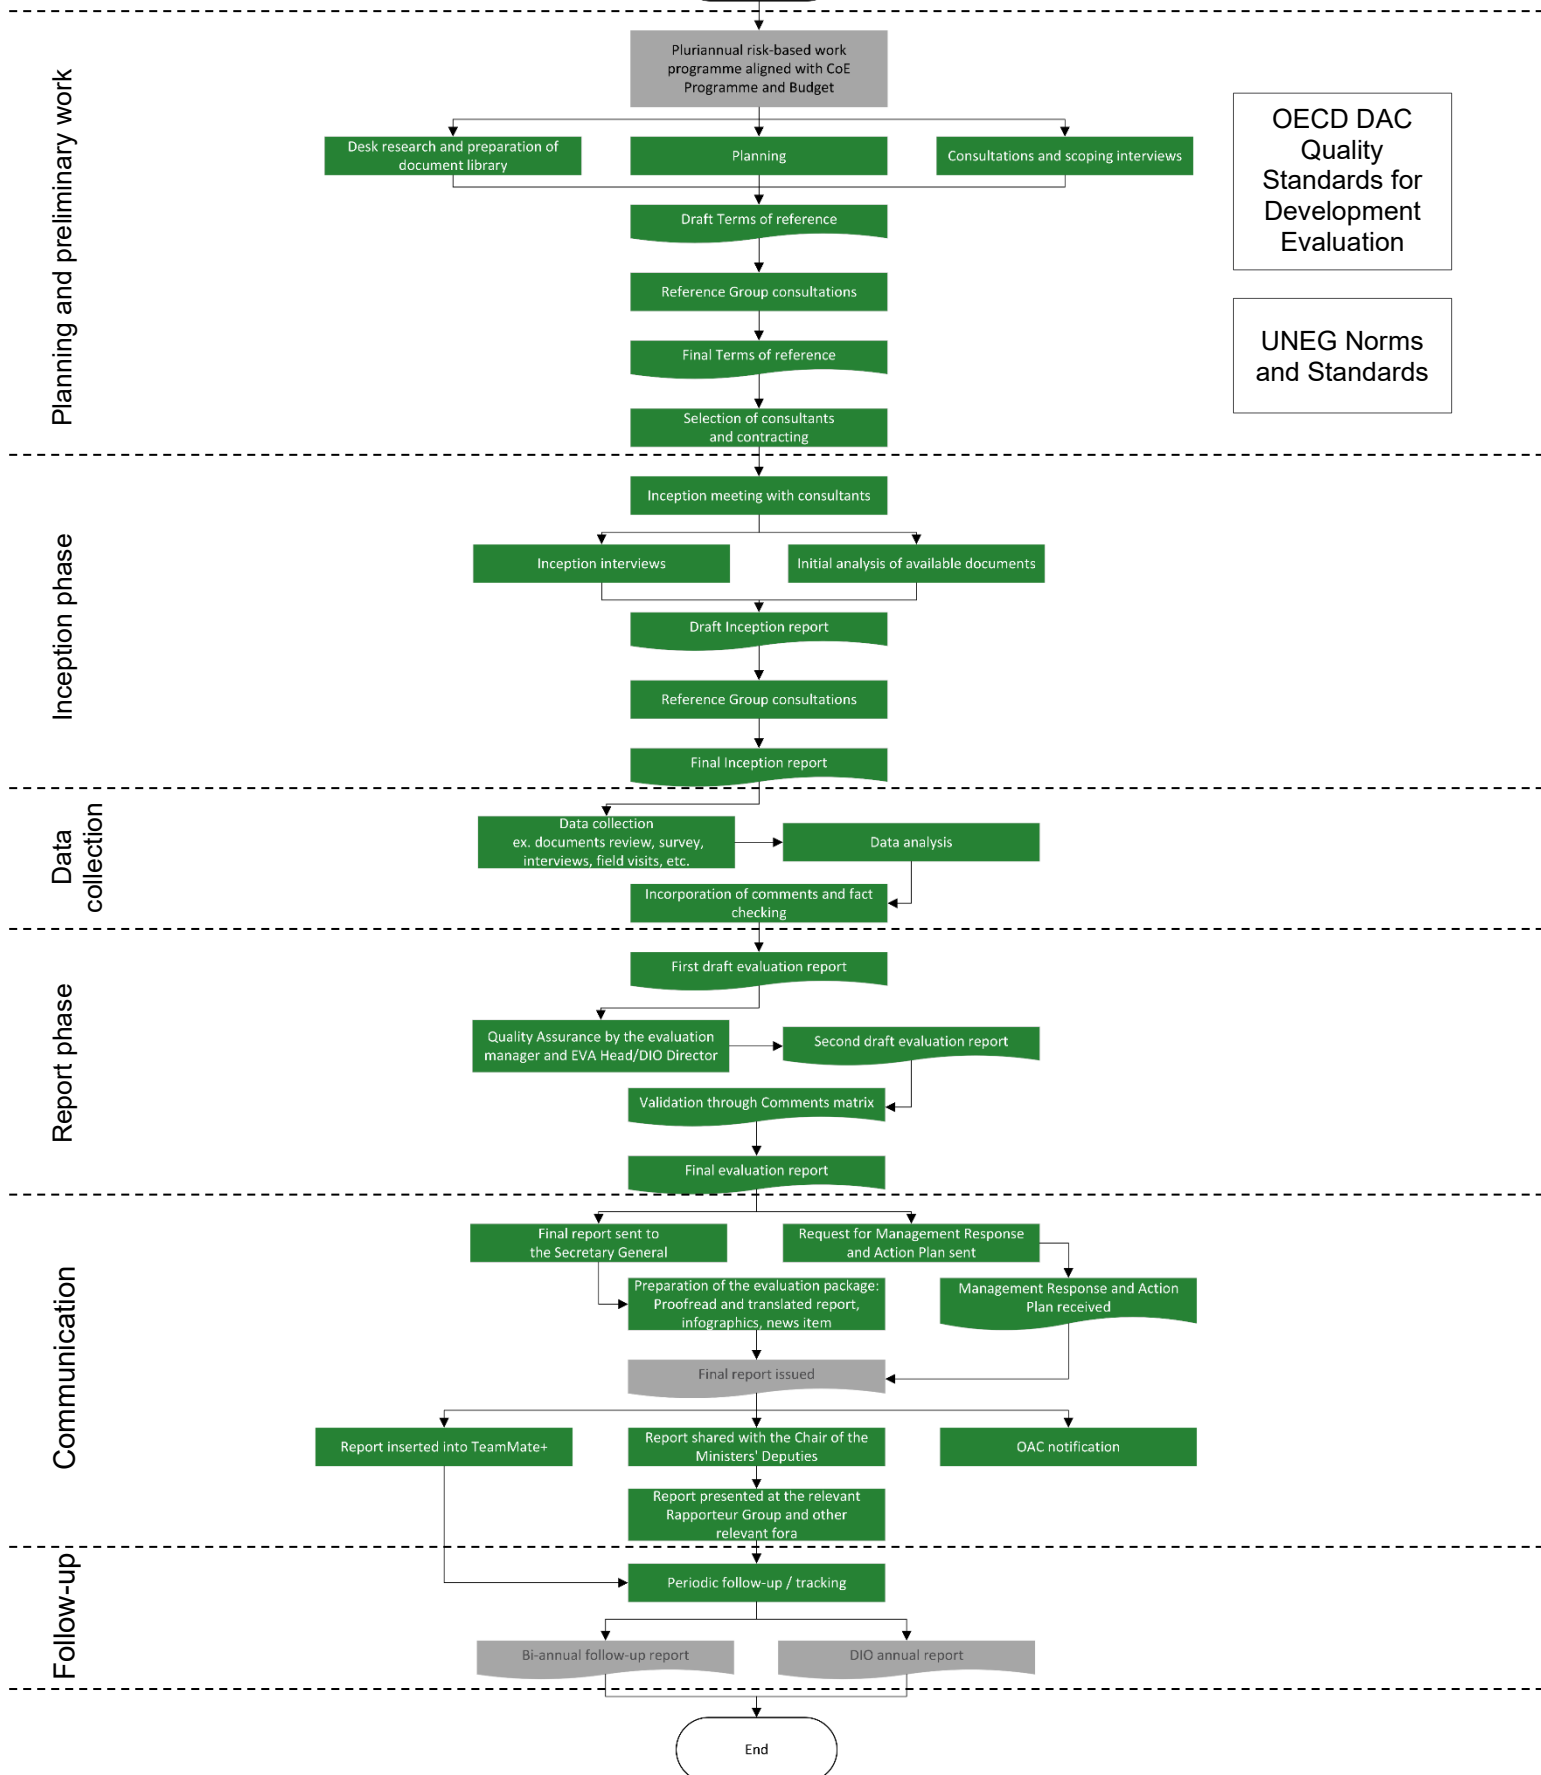 Planning and preliminary work
Pluriannual risk-based work
programme aligned with CoE
Programme and Budget
Desk research and preparation of
document library
Planning
Consultations and scoping interviews
Draft Terms of reference
Reference Group consultations
Final Terms of reference
Selection of consultants
and contracting
OECD DAC
Quality
Standards for
Development
Evaluation
UNEG Norms
and Standards
Inception phase
Inception meeting with consultants
Inception interviews
Initial analysis of available documents
Draft Inception report
Reference Group consultations
Final Inception report
Data
collection
Data collection
ex. documents review, survey,
interviews, field visits, etc.
Data analysis
Incorporation of comments and fact
checking
Report phase
First draft evaluation report
Quality Assurance by the evaluation
manager and EVA Head/DIO Director
Second draft evaluation report
Validation through Comments matrix
Final evaluation report
Communication
Final report sent to
the Secretary General
Request for Management Response
and Action Plan sent
Preparation of the evaluation package:
Proofread and translated report,
infographics, news item
Management Response and Action
Plan received
Final report issued
Report inserted into TeamMate+
Report shared with the Chair of the
Ministers' Deputies
OAC notification
Report presented at the relevant
Rapporteur Group and other
relevant fora
Follow-up
Periodic follow-up / tracking
Bi-annual follow-up report
DIO annual report
End